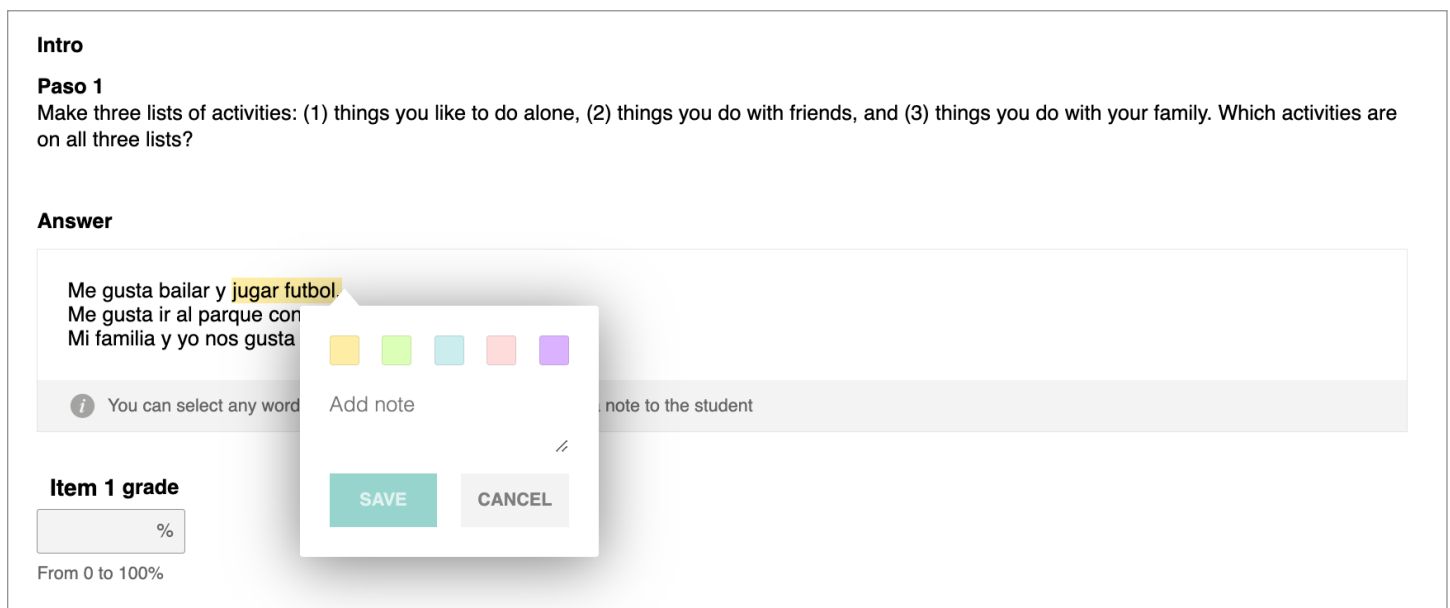 Intro
Paso 1
Make three lists of activities: (1) things you like to do alone, (2) things you do with friends, and (3) things you do with your family. Which activities are
on all three lists?
Answer
Me gusta bailar y jugar futbol.
Me gusta ir al parque con
Mi familia y yo nos gusta
i You can select any word
note to the student
Add note
SAVE CANCEL
Item 1 grade
%
From 0 to 100%